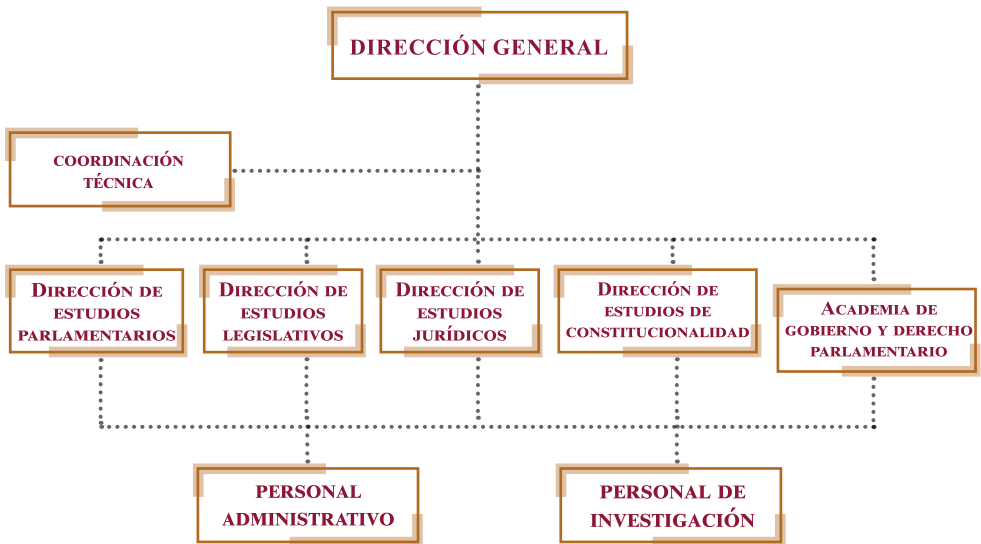 DIRECCIÓN GENERAL
COORDINACIÓN
TÉCNICA
DIRECCIÓN DE
ESTUDIOS
PARLAMENTARIOS
DIRECCIÓN DE
ESTUDIOS
LEGISLATIVOS
DIRECCIÓN DE
ESTUDIOS
JURÍDICOS
DIRECCIÓN DE
ESTUDIOS DE
CONSTITUCIONALIDAD
ACADEMIA DE
GOBIERNO Y DERECHO
PARLAMENTARIO
PERSONAL
ADMINISTRATIVO
PERSONAL DE
INVESTIGACIÓN